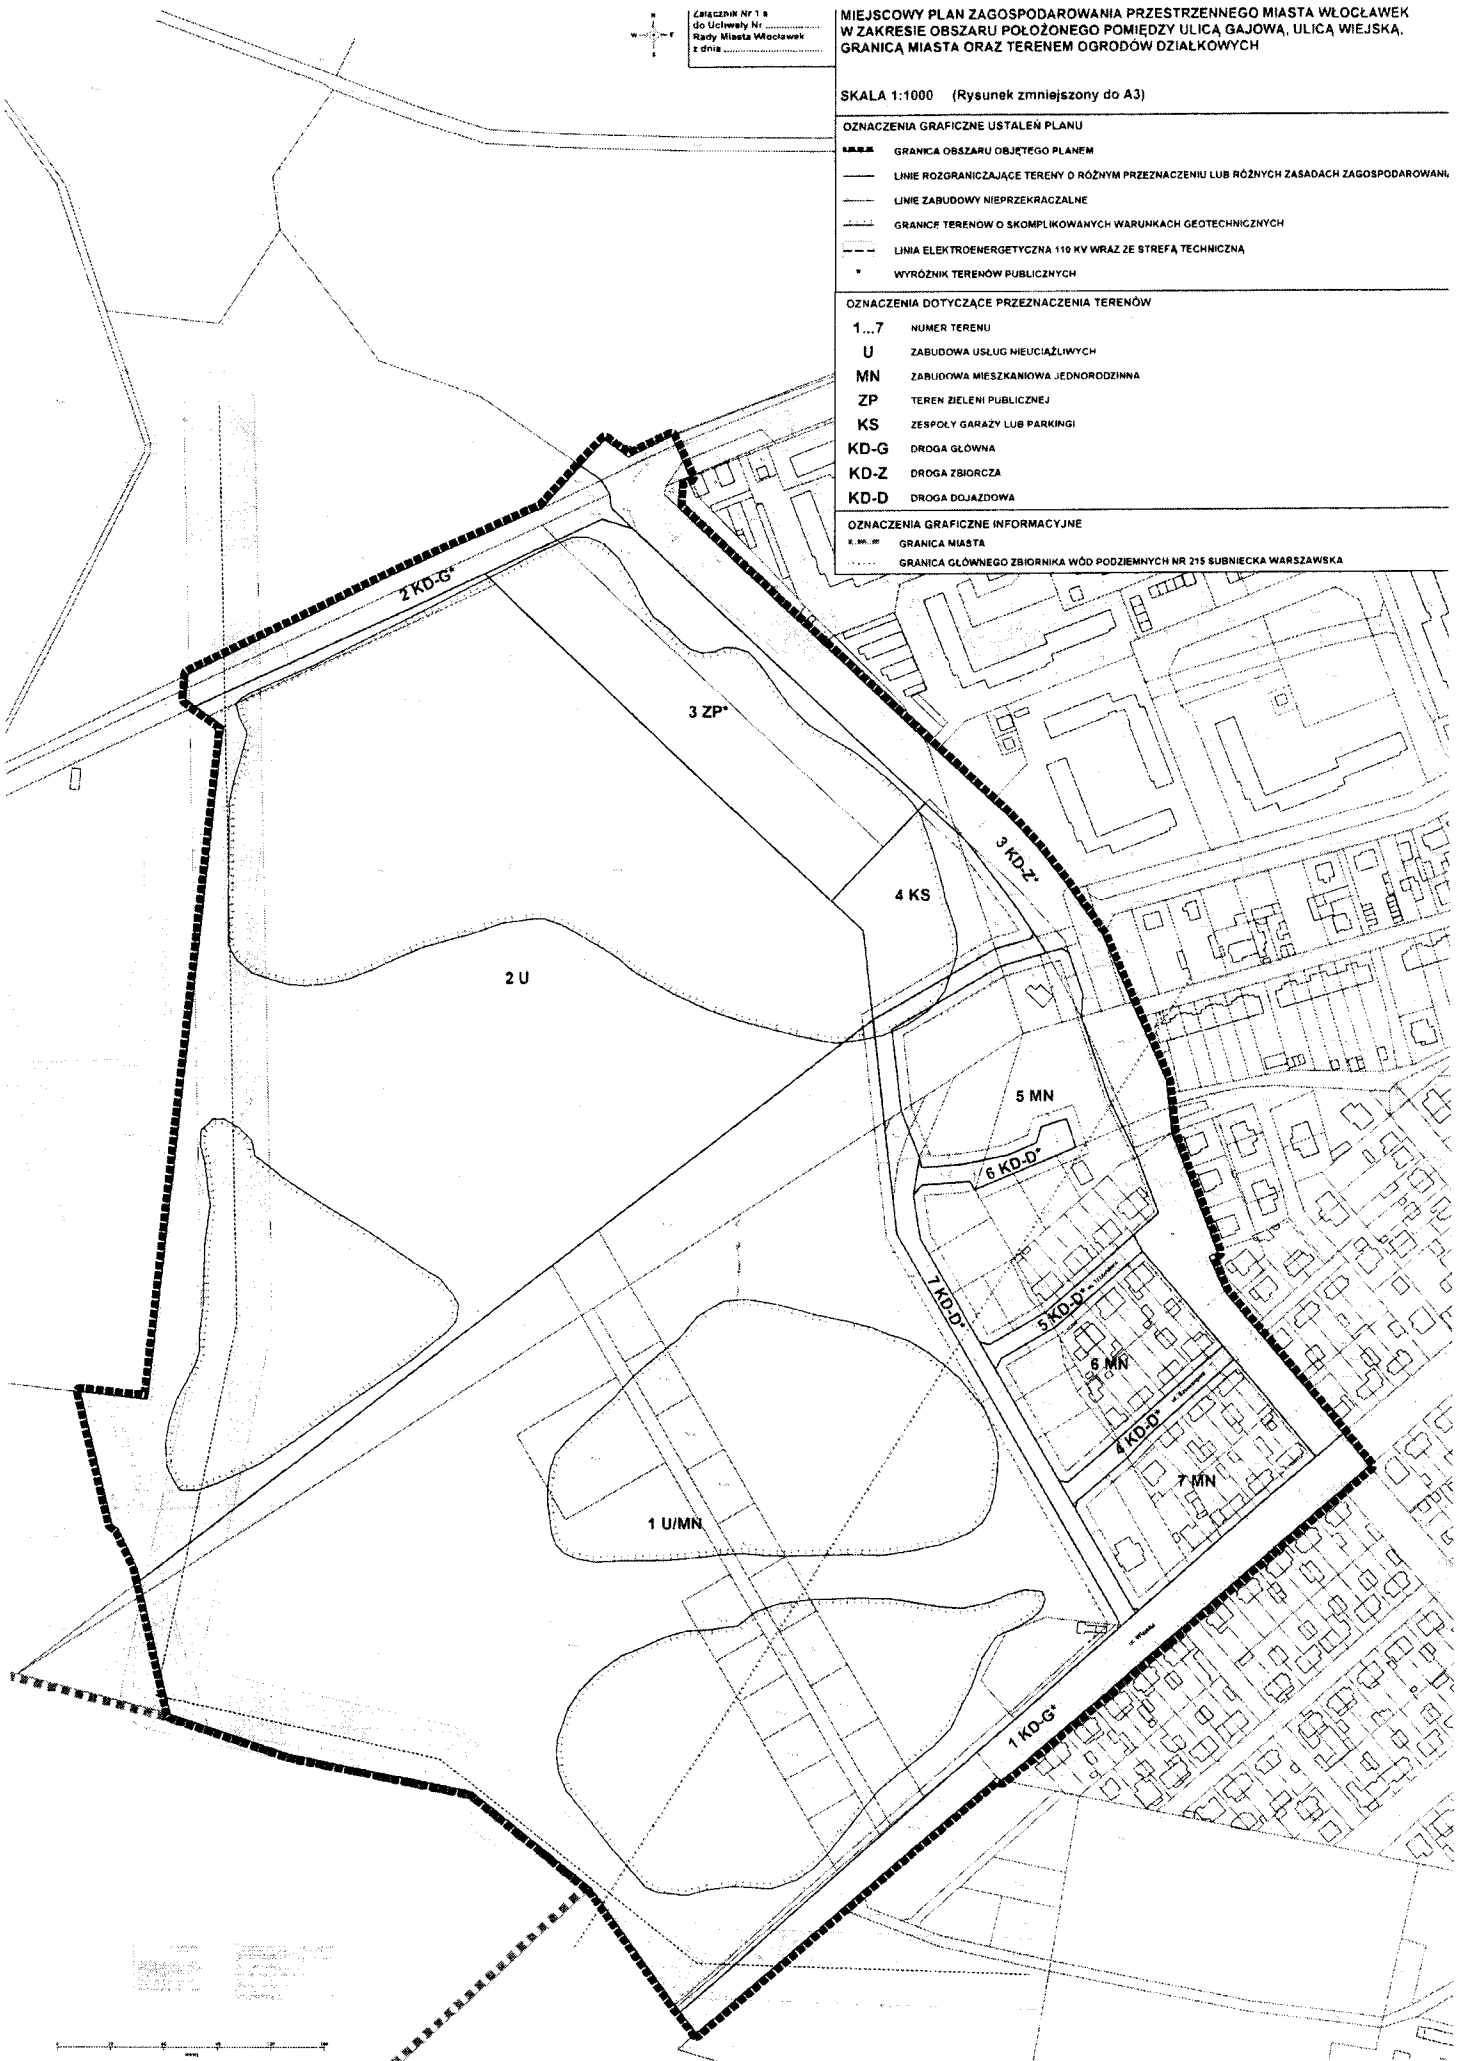 Załącznik Nr 1 a
do Uchwały Nr ................
Rady Miasta Włocławek
z dnia ...........................
N
W
E
S
MIEJSCOWY PLAN ZAGOSPODAROWANIA PRZESTRZENNEGO MIASTA WŁOCŁAWEK
W ZAKRESIE OBSZARU POŁOŻONEGO POMIĘDZY ULICĄ GAJOWĄ, ULICĄ WIEJSKĄ,
GRANICĄ MIASTA ORAZ TERENEM OGRODÓW DZIAŁKOWYCH
SKALA 1:1000 (Rysunek zmniejszony do A3)
OZNACZENIA GRAFICZNE USTALEŃ PLANU
GRANICA OBSZARU OBJĘTEGO PLANEM
LINIE ROZGRANICZAJĄCE TERENY O RÓŻNYM PRZEZNACZENIU LUB RÓŻNYCH ZASADACH ZAGOSPODAROWANI
LINIE ZABUDOWY NIEPRZEKRACZALNE
GRANICE TERENÓW O SKOMPLIKOWANYCH WARUNKACH GEOTECHNICZNYCH
LINIA ELEKTROENERGETYCZNA 110 KV WRAZ ZE STREFĄ TECHNICZNĄ
* WYRÓŻNIK TERENÓW PUBLICZNYCH
OZNACZENIA DOTYCZĄCE PRZEZNACZENIA TERENÓW
1...7 NUMER TERENU
U ZABUDOWA USŁUG NIEUCIĄŻLIWYCH
MN ZABUDOWA MIESZKANIOWA JEDNORODZINNA
ZP TEREN ZIELENI PUBLICZNEJ
KS ZESPOŁY GARAŻY LUB PARKINGI
KD-G DROGA GŁÓWNA
KD-Z DROGA ZBIORCZA
KD-D DROGA DOJAZDOWA
OZNACZENIA GRAFICZNE INFORMACYJNE
GRANICA MIASTA
GRANICA GŁÓWNEGO ZBIORNIKA WÓD PODZIEMNYCH NR 215 SUBNIECKA WARSZAWSKA
2 KD-G*
3 ZP*
3 KD-Z*
4 KS
2 U
5 MN
6 KD-D*
7 KD-D*
5 KD-D*
6 MN
4 KD-D*
7 MN
1 U/MN
ul. Wiejska
1 KD-G*